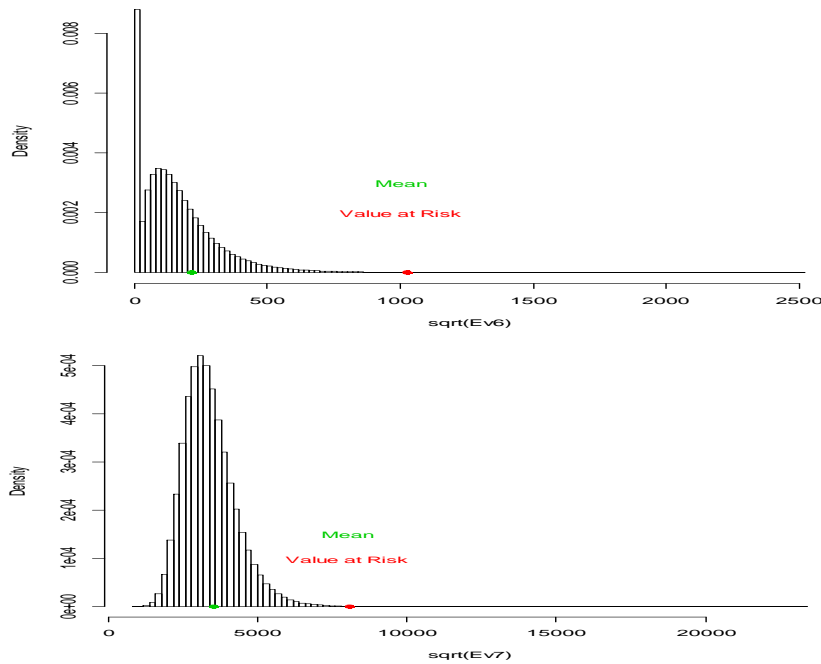 0.008
0.006
0.004
0.002
0.000
Density
Mean
Value at Risk
0 500 1000 1500 2000 2500
sqrt(Ev6)
5e-04
4e-04
3e-04
2e-04
1e-04
0e+00
Density
Mean
Value at Risk
0 5000 10000 15000 20000
sqrt(Ev7)